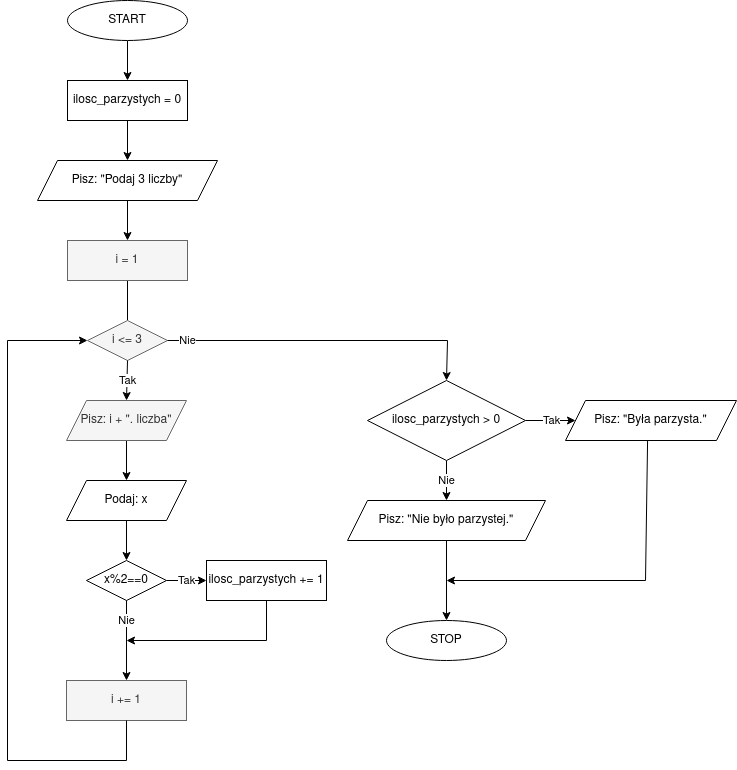 START
ilosc_parzystych = 0
Pisz: "Podaj 3 liczby"
i = 1
i <= 3
Nie
Tak
Pisz: i + ". liczba"
Podaj: x
x%2==0
Tak
ilosc_parzystych += 1
Nie
i += 1
ilosc_parzystych > 0
Tak
Pisz: "Była parzysta."
Nie
Pisz: "Nie było parzystej."
STOP